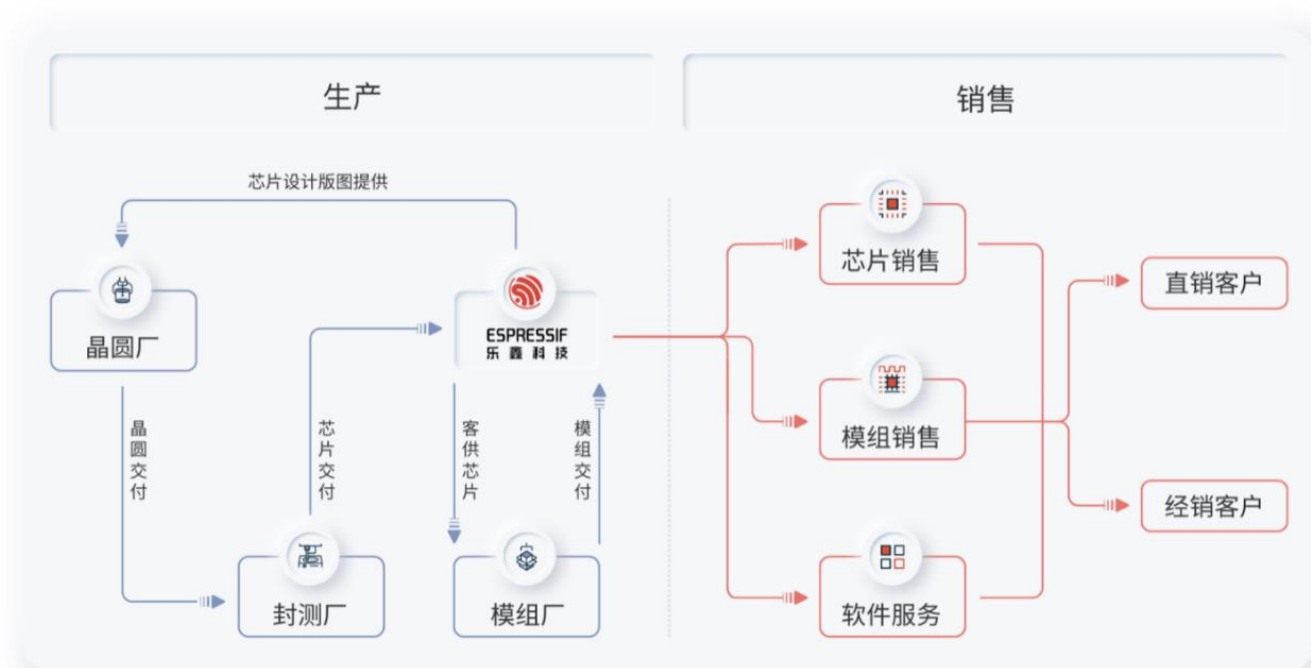 生产
销售
芯片设计版图提供
芯片销售
直销客户
晶圆厂
ESPRESSIF
乐鑫科技
模组销售
晶圆交付
芯片交付
客供芯片
模组交付
经销客户
封测厂
模组厂
软件服务